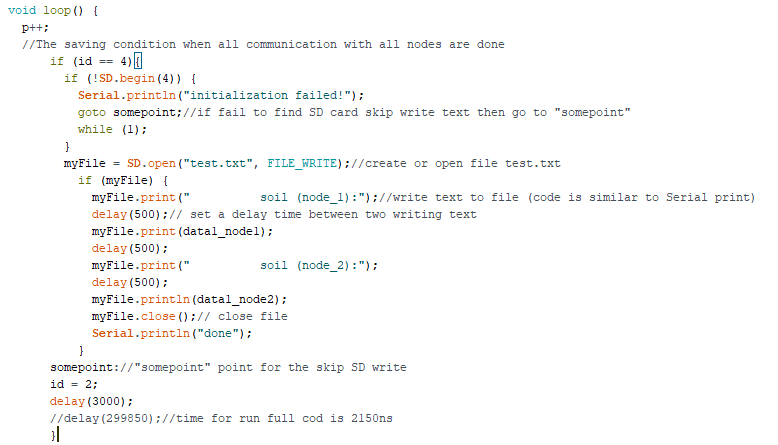 void loop() {
p++;
//The saving condition when all communication with all nodes are done
if (id == 4){
if (!SD.begin(4)) {
Serial.println("initialization failed!");
goto somepoint;//if fail to find SD card skip write text then go to "somepoint"
while (1);
}
myFile = SD.open("test.txt", FILE_WRITE);//create or open file test.txt
if (myFile) {
myFile.print("          soil (node_1):");//write text to file (code is similar to Serial print)
delay(500);// set a delay time between two writing text
myFile.print(data1_node1);
delay(500);
myFile.print("          soil (node_2):");
delay(500);
myFile.println(data1_node2);
myFile.close();// close file
Serial.println("done");
}
somepoint://"somepoint" point for the skip SD write
id = 2;
delay(3000);
//delay(299850);//time for run full cod is 2150ns
}